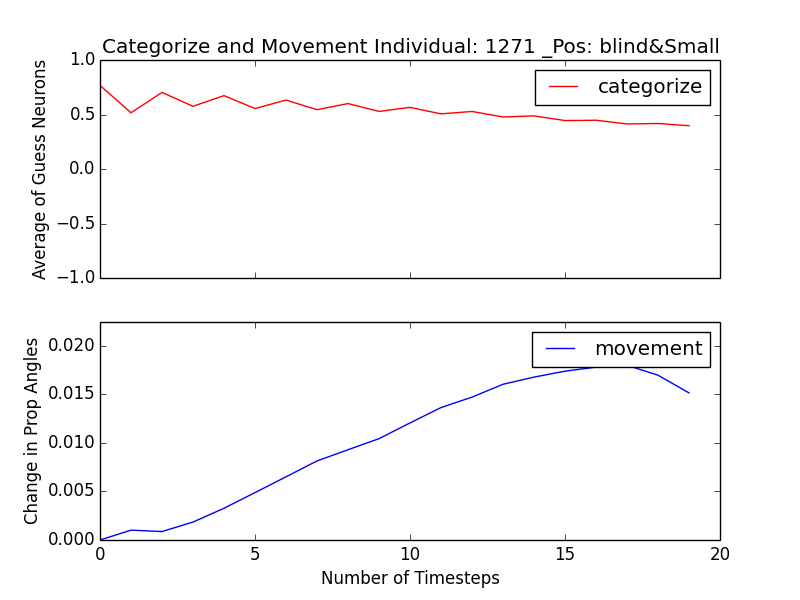 Categorize and Movement Individual: 1271 _Pos: blind&Small
1.0
0.5
0.0
−0.5
−1.0
Average of Guess Neurons
categorize
0.020
0.015
0.010
0.005
0.000
Change in Prop Angles
movement
0 5 10 15 20
Number of Timesteps